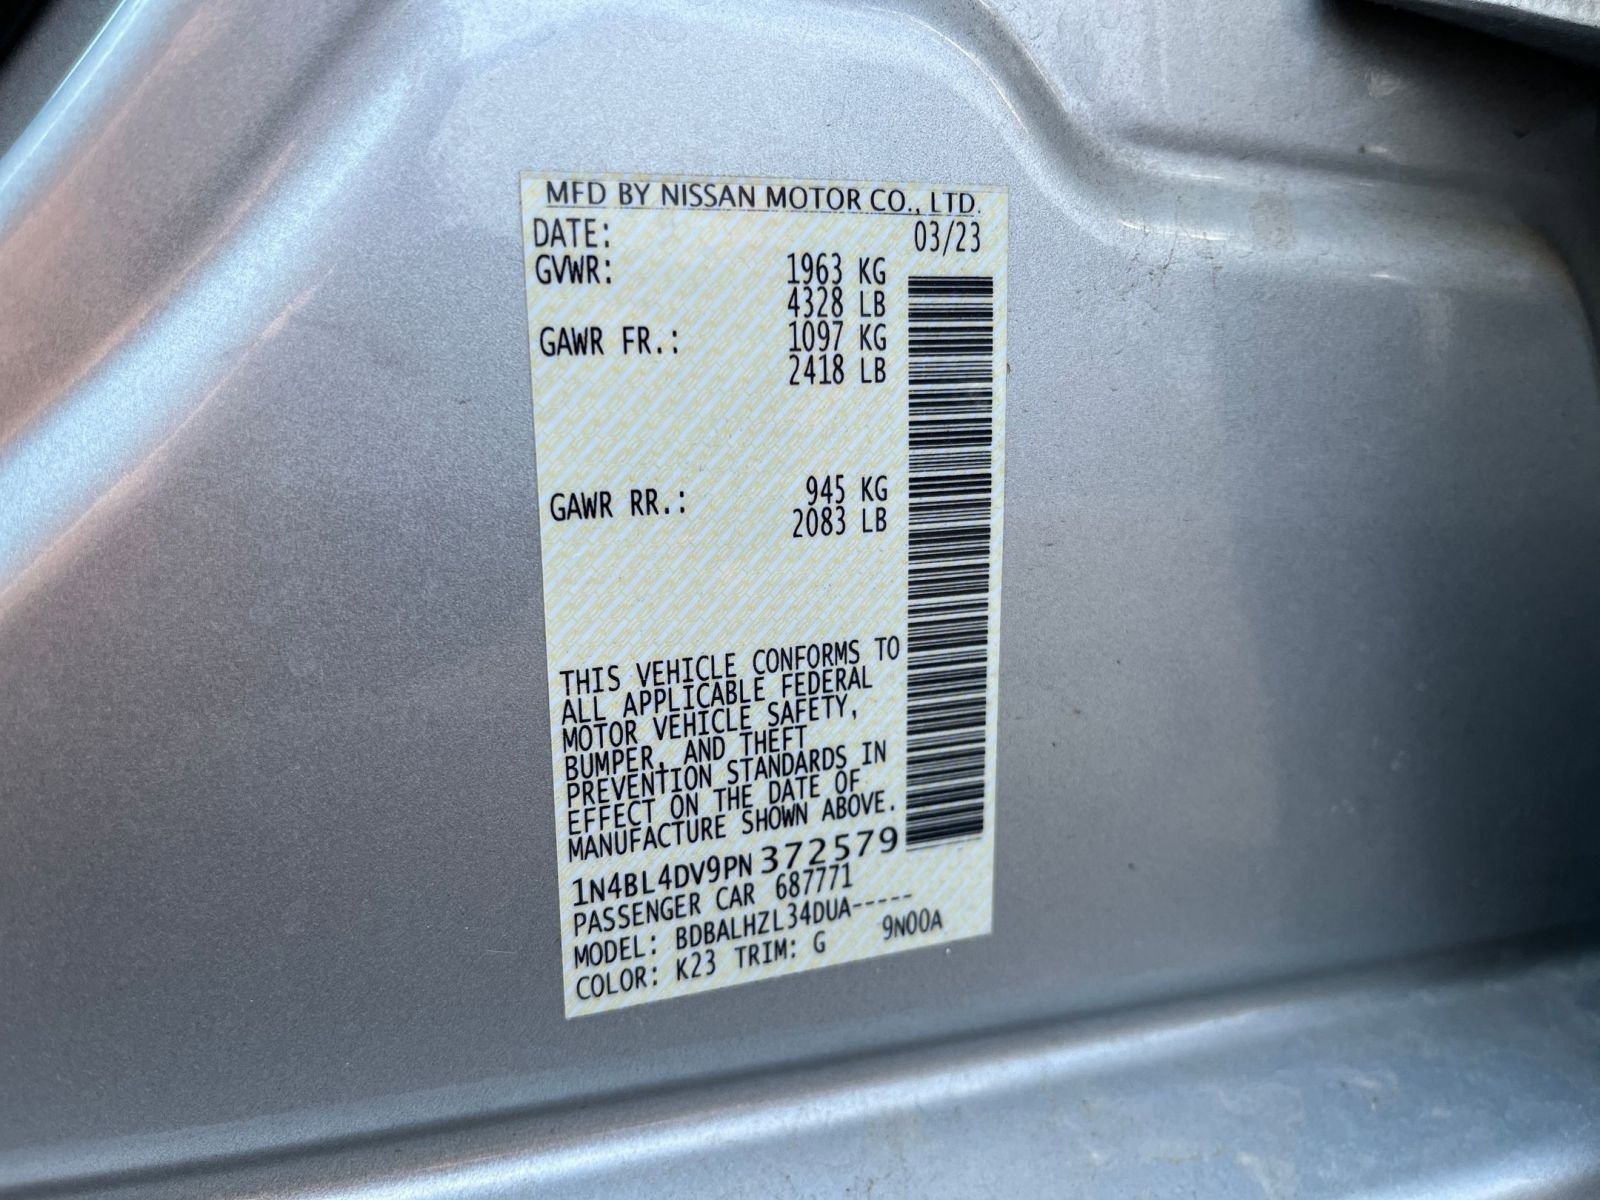 MFD BY NISSAN MOTOR CO., LTD.
DATE: 03/23
GVWR: 1963 KG
4328 LB
GAWR FR.: 1097 KG
2418 LB
GAWR RR.: 945 KG
2083 LB
THIS VEHICLE CONFORMS TO
ALL APPLICABLE FEDERAL
MOTOR VEHICLE SAFETY,
BUMPER, AND THEFT
PREVENTION STANDARDS IN
EFFECT ON THE DATE OF
MANUFACTURE SHOWN ABOVE.
1N4BL4DV9PN372579
PASSENGER CAR 687771
MODEL: BDBALHZL34DUA-----
COLOR: K23 TRIM: G 9N00A